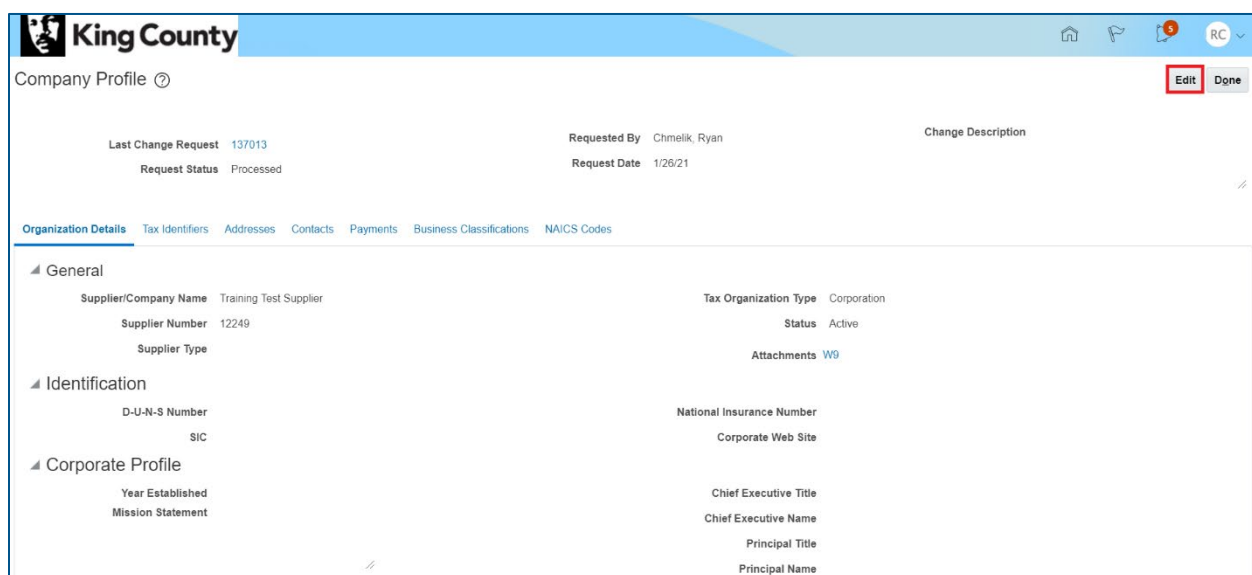 King County
5
RC
Company Profile ?
Edit Done
Last Change Request 137013
Requested By Chmelik, Ryan
Change Description
Request Status Processed
Request Date 1/26/21
Organization Details Tax Identifiers Addresses Contacts Payments Business Classifications NAICS Codes
General
Supplier/Company Name Training Test Supplier
Tax Organization Type Corporation
Supplier Number 12249
Status Active
Supplier Type
Attachments W9
Identification
D-U-N-S Number
National Insurance Number
SIC
Corporate Web Site
Corporate Profile
Year Established
Chief Executive Title
Mission Statement
Chief Executive Name
Principal Title
Principal Name